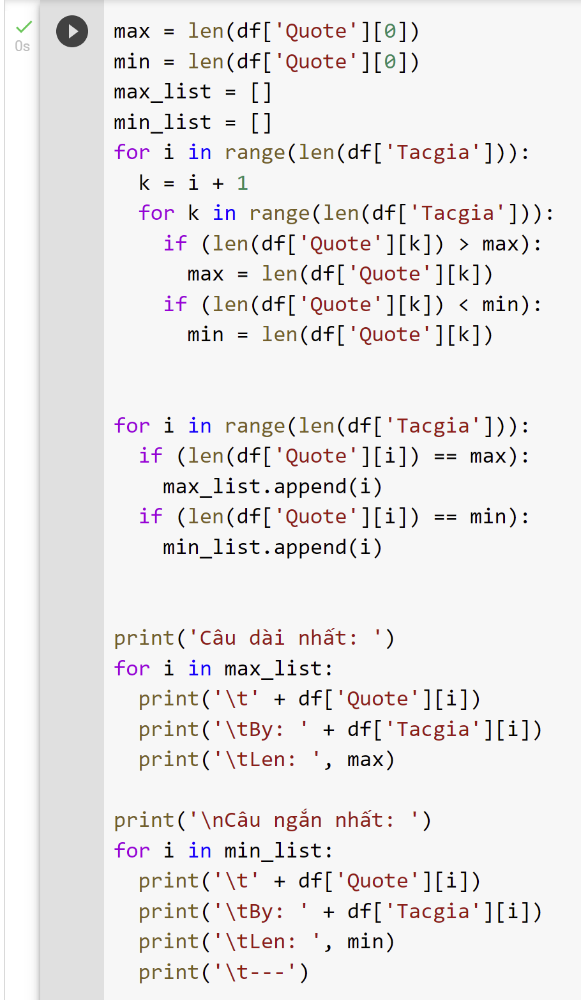 0s
max = len(df['Quote'][0])
min = len(df['Quote'][0])
max_list = []
min_list = []
for i in range(len(df['Tacgia'])):
  k = i + 1
  for k in range(len(df['Tacgia'])):
    if (len(df['Quote'][k]) > max):
      max = len(df['Quote'][k])
    if (len(df['Quote'][k]) < min):
      min = len(df['Quote'][k])
for i in range(len(df['Tacgia'])):
  if (len(df['Quote'][i]) == max):
    max_list.append(i)
  if (len(df['Quote'][i]) == min):
    min_list.append(i)
print('Câu dài nhất: ')
for i in max_list:
  print('\t' + df['Quote'][i])
  print('\tBy: ' + df['Tacgia'][i])
  print('\tLen: ', max)
print('\nCâu ngắn nhất: ')
for i in min_list:
  print('\t' + df['Quote'][i])
  print('\tBy: ' + df['Tacgia'][i])
  print('\tLen: ', min)
  print('\t---')